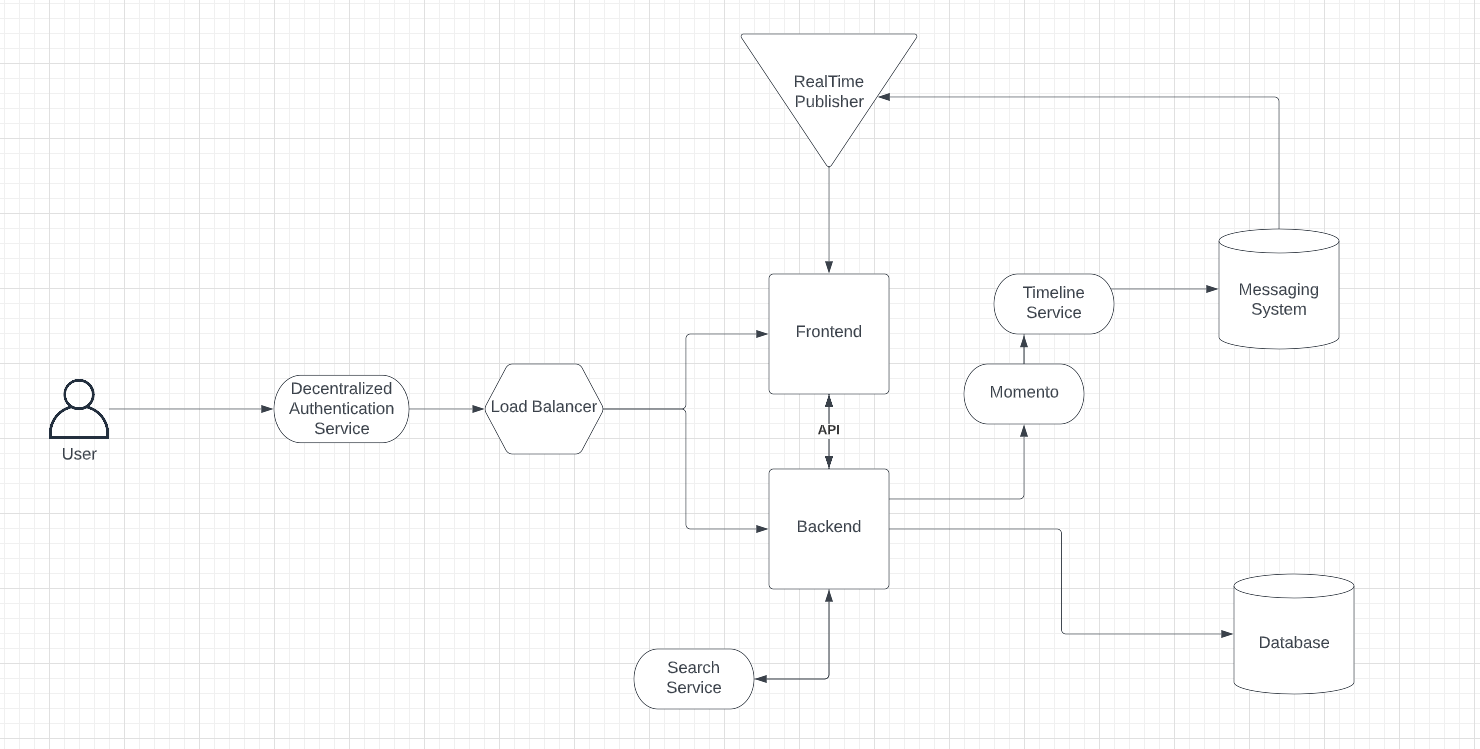 RealTime
Publisher
Timeline
Service
Messaging
System
Frontend
Decentralized
Authentication
Service
Load Balancer
Momento
User
API
Backend
Search
Service
Database